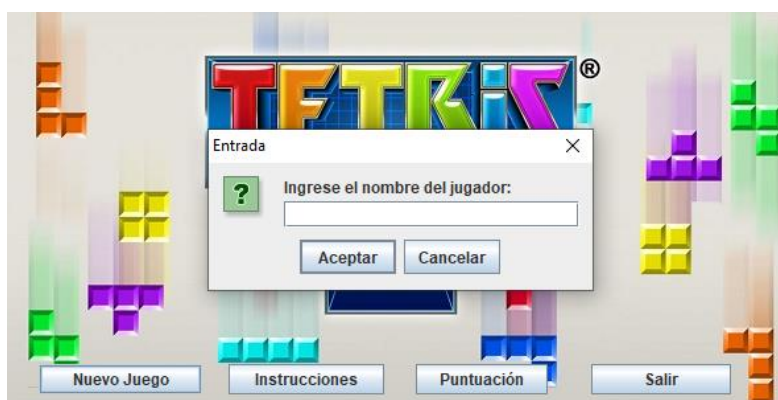 TETRIS®
Entrada
?
Ingrese el nombre del jugador:
Aceptar Cancelar
Nuevo Juego Instrucciones Puntuación Salir